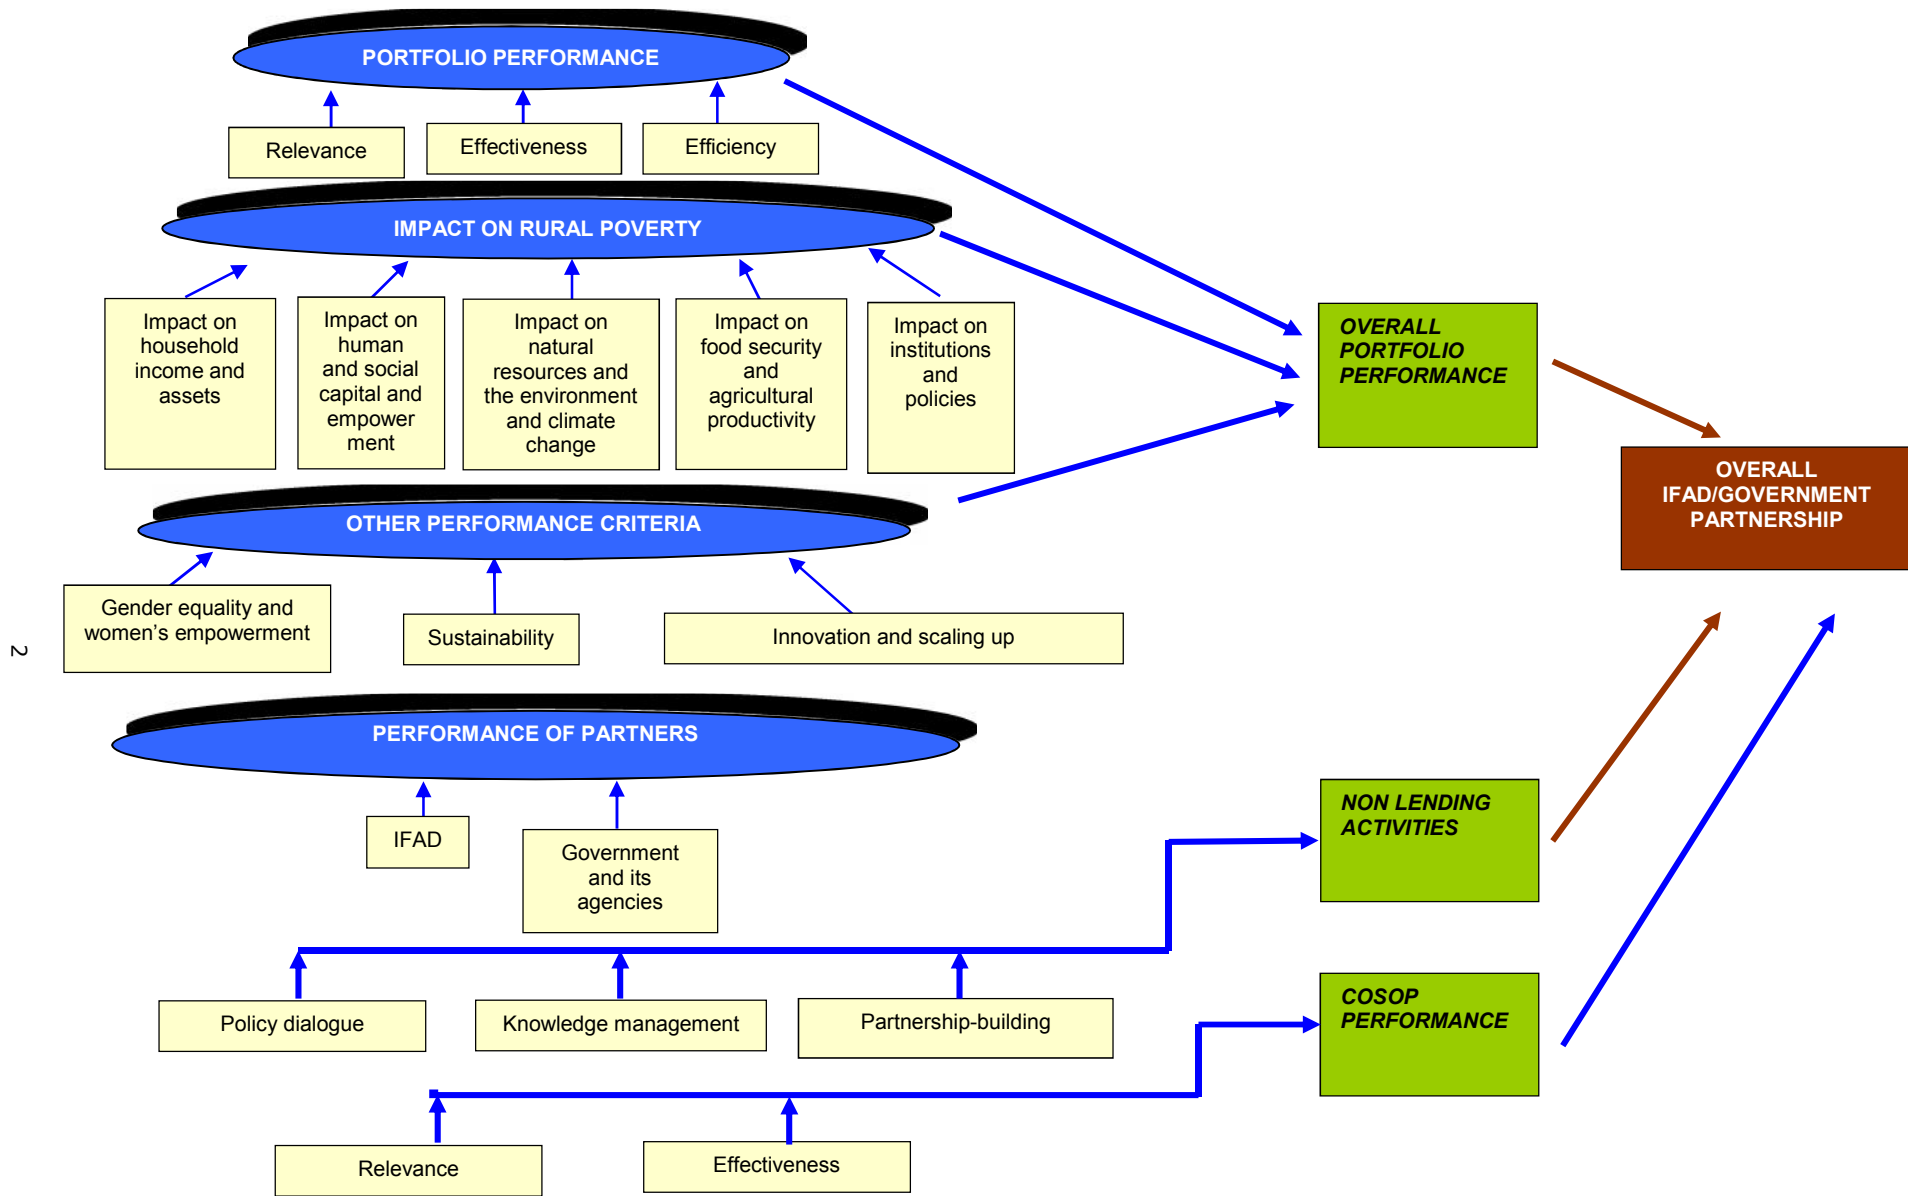 PORTFOLIO PERFORMANCE
Relevance
Effectiveness
Efficiency
IMPACT ON RURAL POVERTY
Impact on
household
income and
assets
Impact on
human
and social
capital and
empower
ment
Impact on
natural
resources and
the environment
and climate
change
Impact on
food security
and
agricultural
productivity
Impact on
institutions
and
policies
OTHER PERFORMANCE CRITERIA
Gender equality and
women’s empowerment
Sustainability
Innovation and scaling up
PERFORMANCE OF PARTNERS
IFAD
Government
and its
agencies
Policy dialogue
Knowledge management
Partnership-building
Relevance
Effectiveness
OVERALL
PORTFOLIO
PERFORMANCE
NON LENDING
ACTIVITIES
COSOP
PERFORMANCE
OVERALL
IFAD/GOVERNMENT
PARTNERSHIP
2